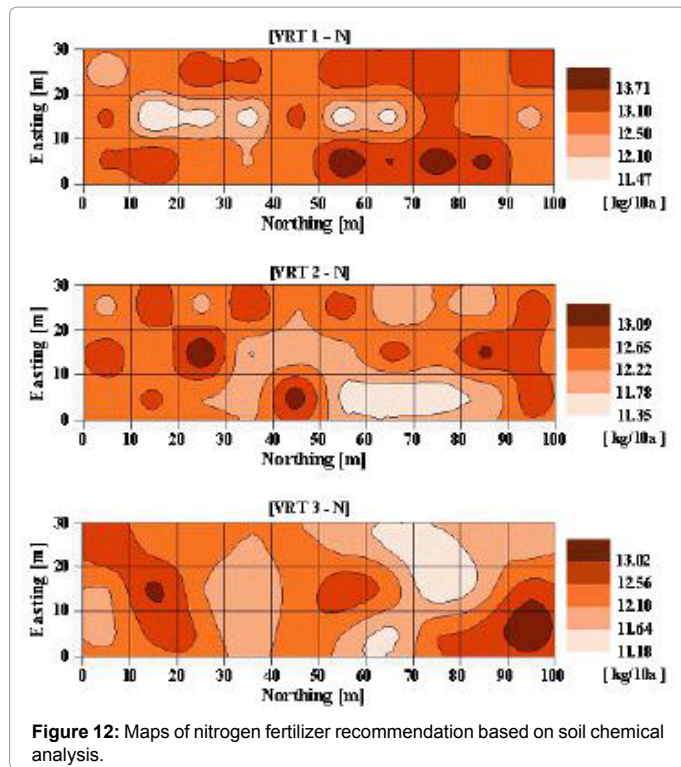 [VRT 1 - N]
Easting [m]
30
20
10
0
0 10 20 30 40 50 60 70 80 90 100
Northing [m]
13.71
13.10
12.50
12.10
11.47
[ kg/10a ]
[VRT 2 - N]
Easting [m]
30
20
10
0
0 10 20 30 40 50 60 70 80 90 100
Northing [m]
13.09
12.65
12.22
11.78
11.35
[ kg/10a ]
[VRT 3 - N]
Easting [m]
30
20
10
0
0 10 20 30 40 50 60 70 80 90 100
Northing [m]
13.02
12.56
12.10
11.64
11.18
[ kg/10a ]
Figure 12: Maps of nitrogen fertilizer recommendation based on soil chemical
analysis.